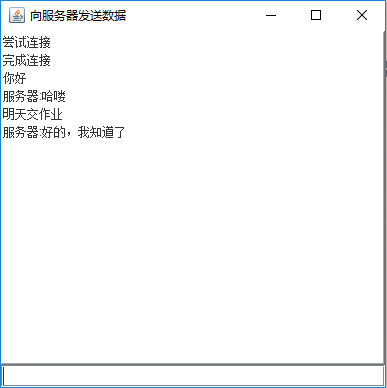 向服务器发送数据
尝试连接
完成连接
你好
服务器:哈喽
明天交作业
服务器:好的，我知道了